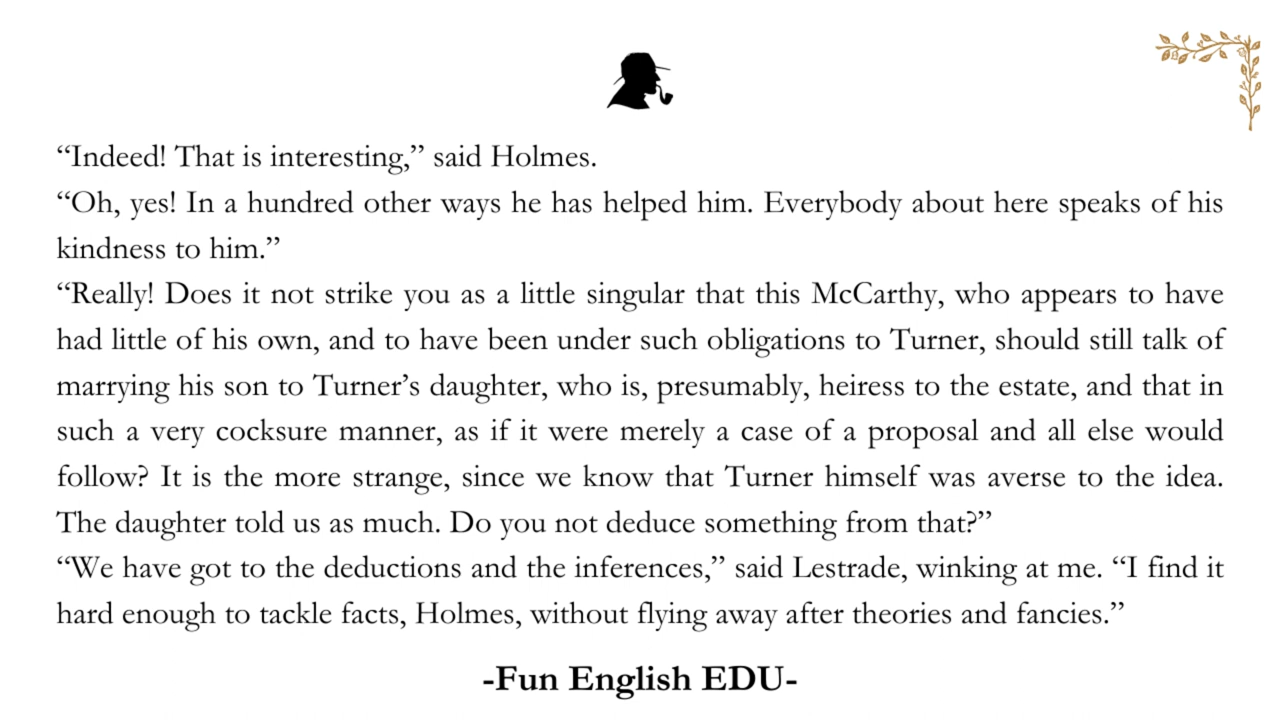 “Indeed! That is interesting,” said Holmes.
“Oh, yes! In a hundred other ways he has helped him. Everybody about here speaks of his
kindness to him.”
“Really! Does it not strike you as a little singular that this McCarthy, who appears to have
had little of his own, and to have been under such obligations to Turner, should still talk of
marrying his son to Turner’s daughter, who is, presumably, heiress to the estate, and that in
such a very cocksure manner, as if it were merely a case of a proposal and all else would
follow? It is the more strange, since we know that Turner himself was averse to the idea.
The daughter told us as much. Do you not deduce something from that?”
“We have got to the deductions and the inferences,” said Lestrade, winking at me. “I find it
hard enough to tackle facts, Holmes, without flying away after theories and fancies.”
-Fun English EDU-